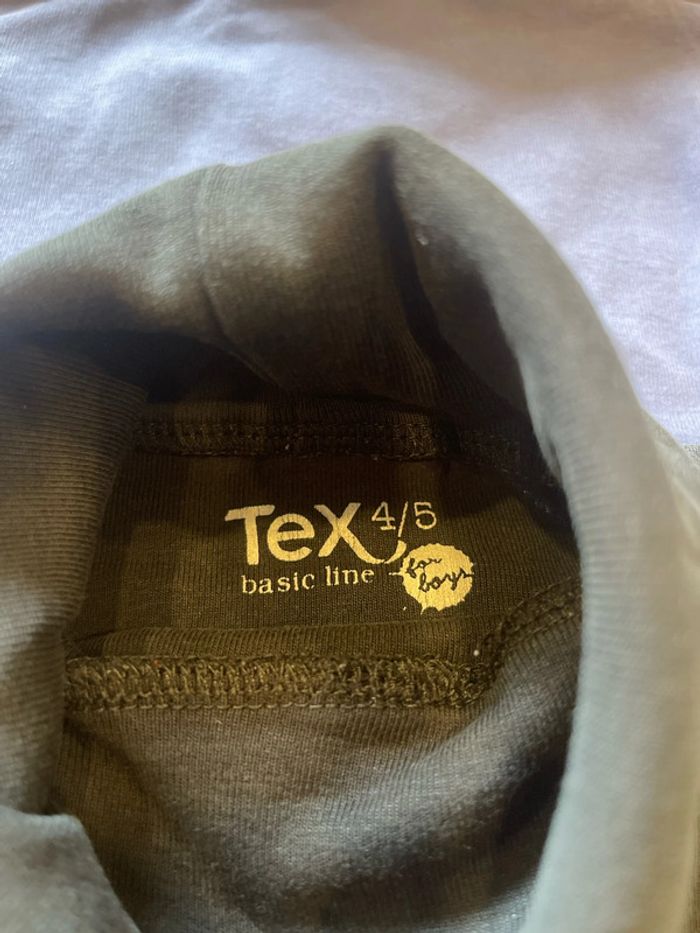 TeX 4/5
basic line
for
boys